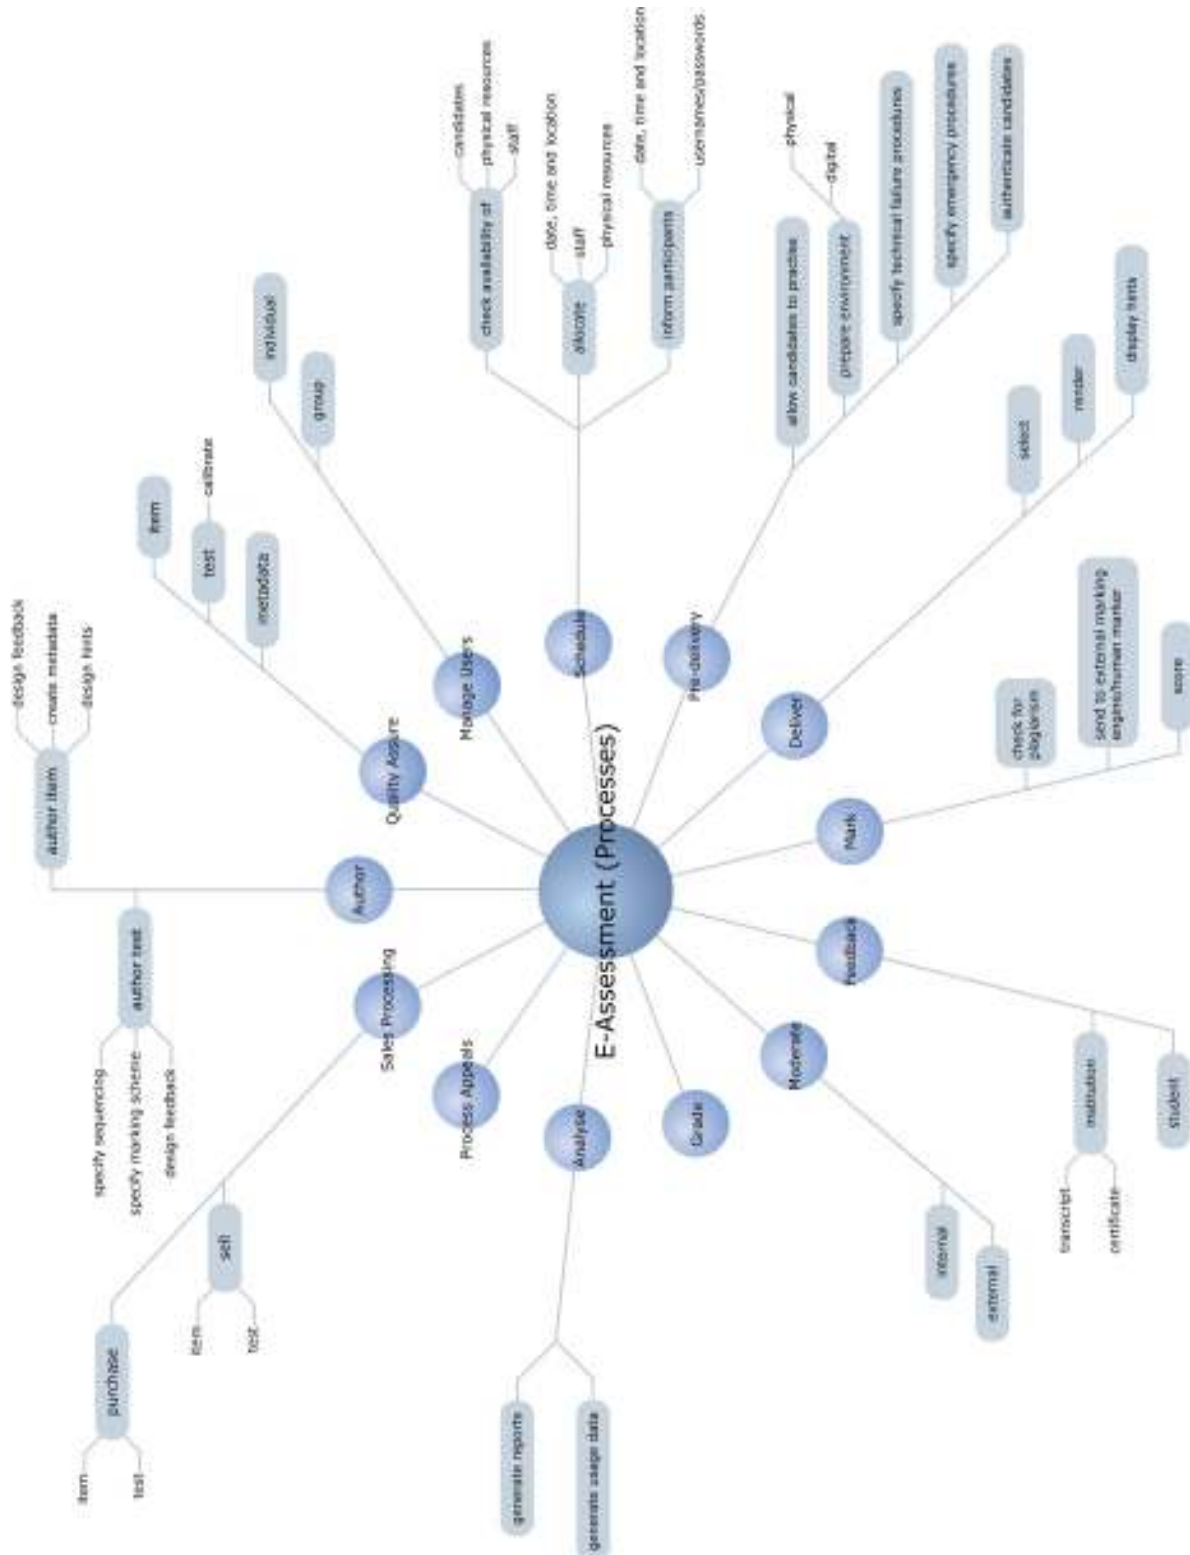 E-Assessment (Processes)
Author
author item
design feedback
create metadata
design hints
author test
specify sequencing
specify marking scheme
design feedback
Quality Assure
item
test
calibrate
metadata
Manage Users
individual
group
Schedule
check availability of
candidates
physical resources
staff
allocate
date, time and location
staff
physical resources
inform participants
date, time and location
usernames/passwords
Pre-delivery
allow candidates to practise
prepare environment
physical
digital
specify technical failure procedures
specify emergency procedures
authenticate candidates
Deliver
select
render
display hints
Mark
check for
plagiarism
send to external marking
engine/human marker
score
Feedback
institution
transcript
certificate
student
Moderate
internal
external
Grade
Analyse
generate reports
generate usage data
Process Appeals
Sales Processing
purchase
item
test
sell
item
test